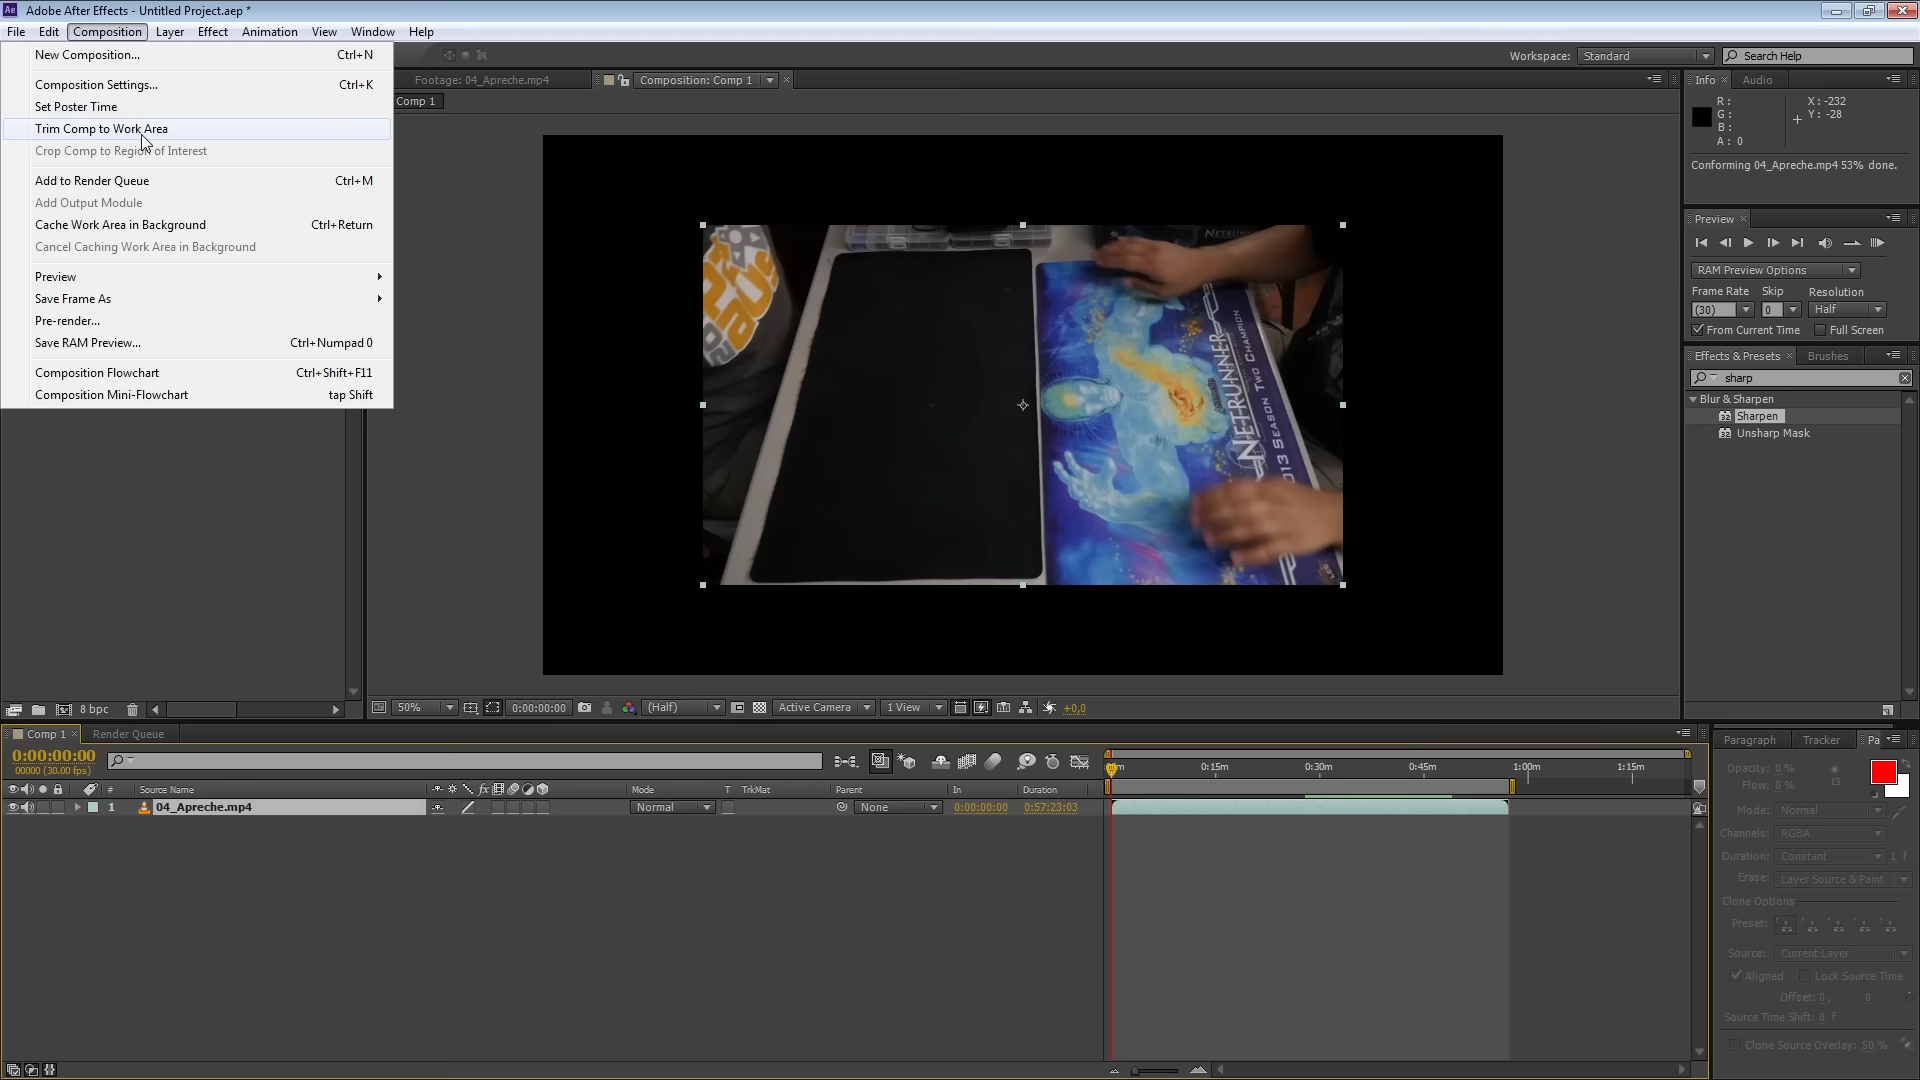 Ae Adobe After Effects - Untitled Project.aep *
File Edit Composition Layer Effect Animation View Window Help
New Composition... Ctrl+N
Composition Settings... Ctrl+K
Set Poster Time
Trim Comp to Work Area
Crop Comp to Region of Interest
Add to Render Queue Ctrl+M
Add Output Module
Cache Work Area in Background Ctrl+Return
Cancel Caching Work Area in Background
Preview
Save Frame As
Pre-render...
Save RAM Preview... Ctrl+Numpad 0
Composition Flowchart Ctrl+Shift+F11
Composition Mini-Flowchart tap Shift
Workspace: Standard Search Help
Footage: 04_Apreche.mp4 Composition: Comp 1
Comp 1
NETRUNNER
NETRUNNER
2013 SEASON TWO CHAMPION
Info Audio
R: X: -232
G: Y: -28
B:
A: 0
Conforming 04_Apreche.mp4 53% done.
Preview
RAM Preview Options
Frame Rate Skip Resolution
(30) 0 Half
From Current Time Full Screen
Effects & Presets Brushes
sharp
Blur & Sharpen
32 Sharpen
32 Unsharp Mask
8 bpc
50% 0:00:00:00 (Half) Active Camera 1 View +0,0
Comp 1 Render Queue
0:00:00:00
00000 (30.00 fps)
# Source Name fx Mode T TrkMat Parent In Duration
1 04_Apreche.mp4 Normal None 0:00:00:00 0:57:23:03
0:15m 0:30m 0:45m 1:00m 1:15m
Paragraph Tracker Pa
Opacity: 0 %
Flow: 0 % 13
Mode: Normal
Channels: RGBA
Duration: Constant 1 f
Erase: Layer Source & Paint
Clone Options
Preset:
Source: Current Layer
Aligned Lock Source Time
Offset: 0 , 0
Source Time Shift: 0 f
Clone Source Overlay: 50 %